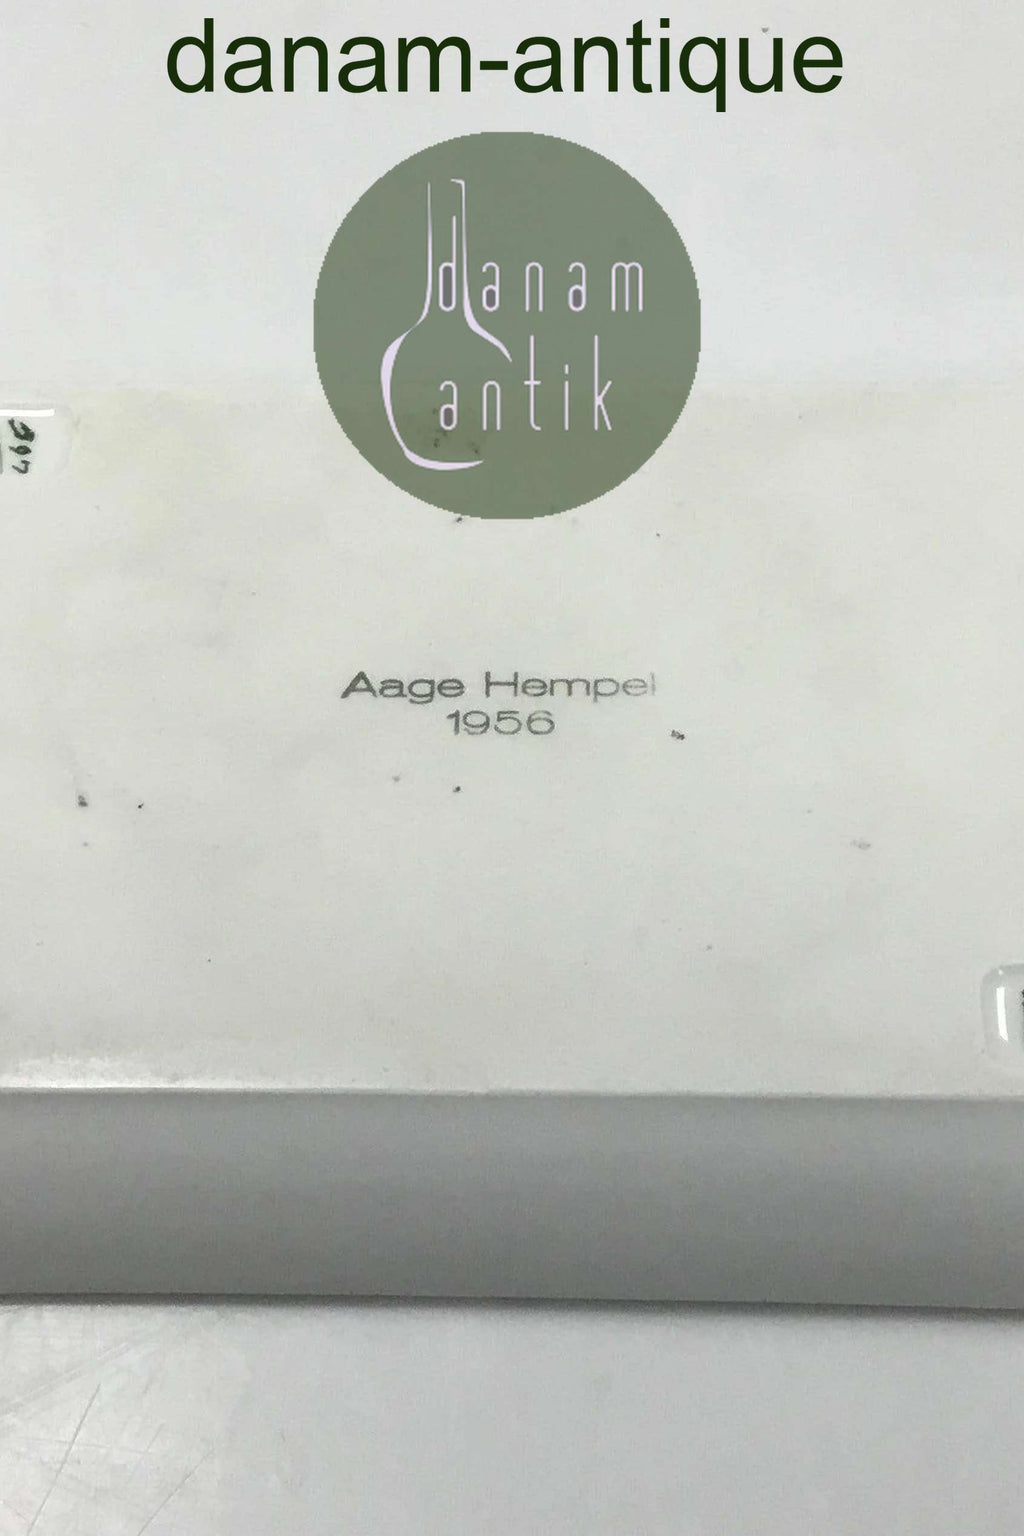 danam-antique
danam
antik
Aage Hempel
1956